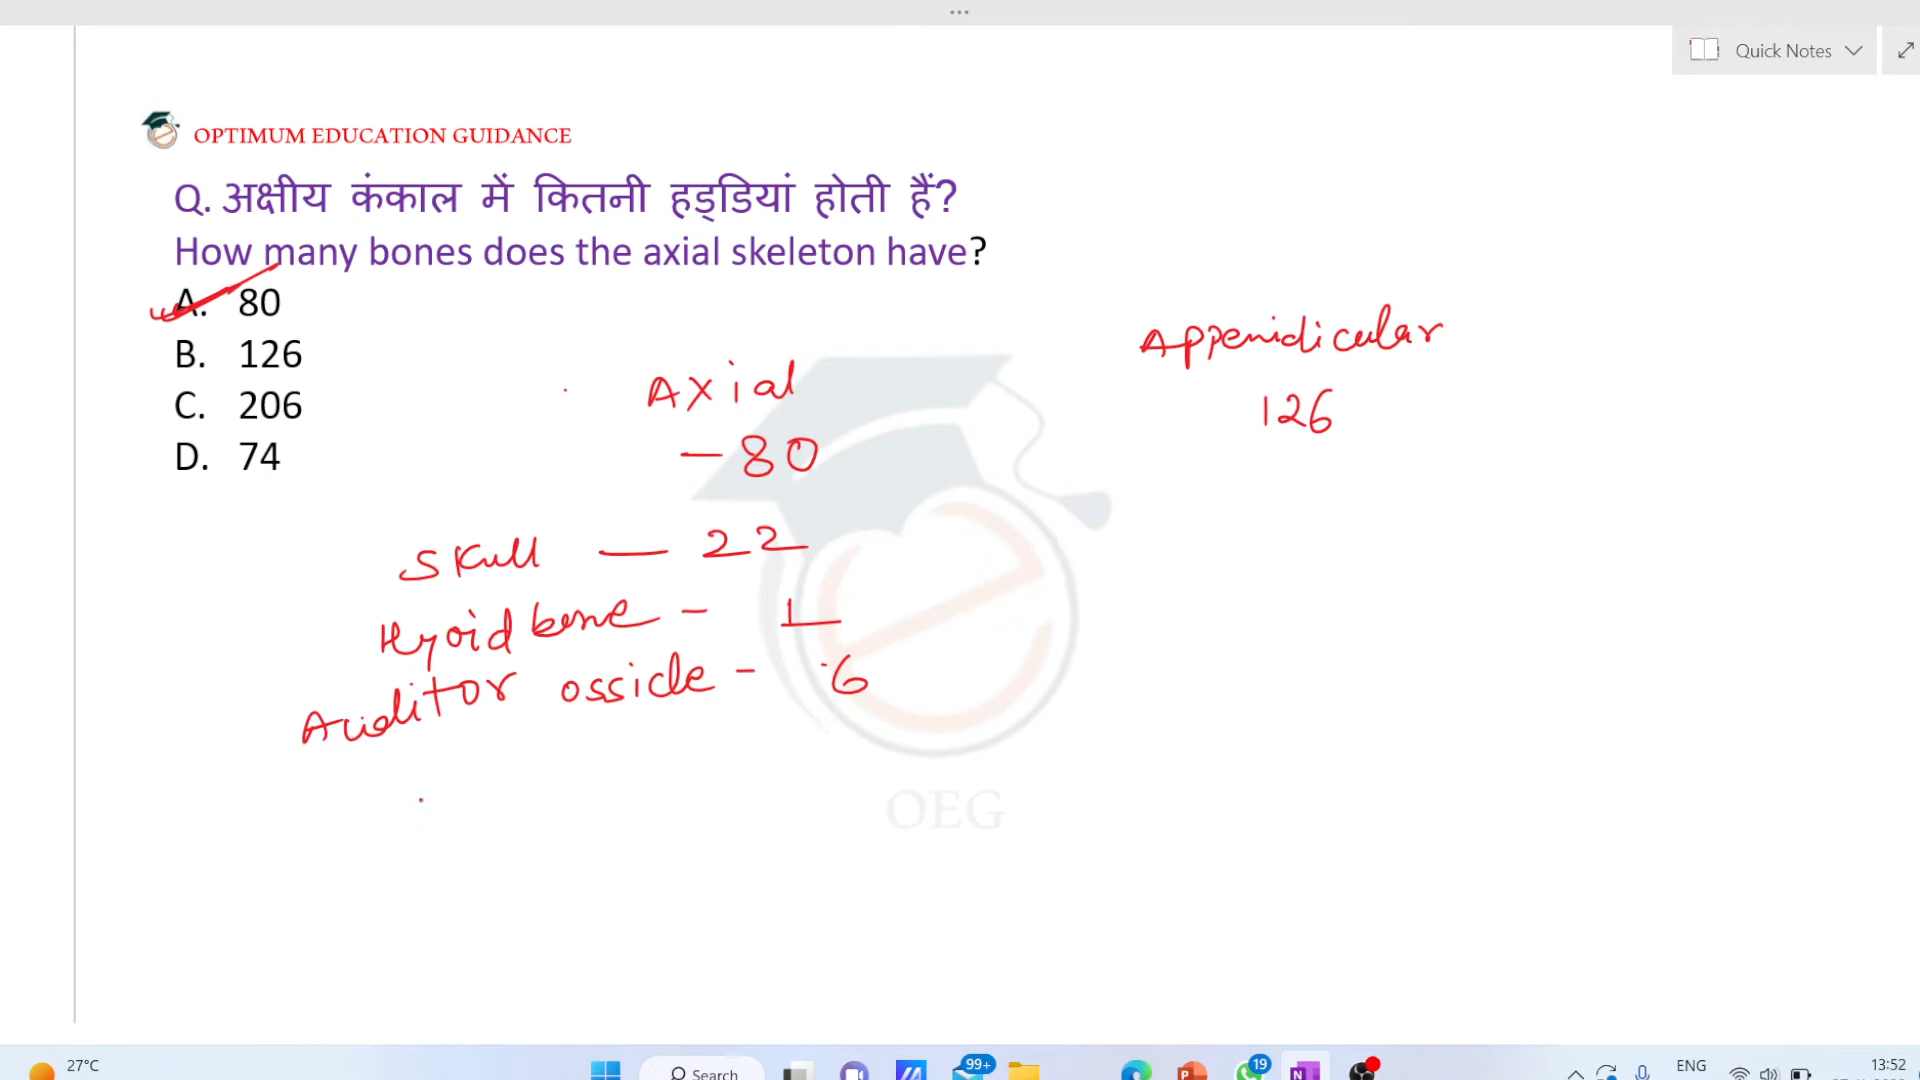 Quick Notes
OPTIMUM EDUCATION GUIDANCE
Q. अक्षीय कंकाल में कितनी हड्डियां होती हैं?
How many bones does the axial skeleton have?
A. 80
B. 126
C. 206
D. 74
Axial
- 80
Appenidicular
126
Skull — 22
Hyoid bone - 1
Auditor ossicle - 6
OEG
27°C
Search
99+
19
ENG
13:52